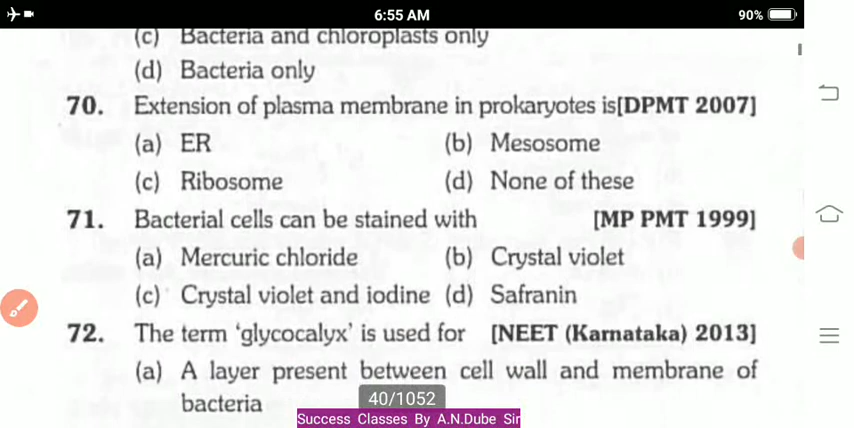 6:55 AM
90%
(c) Bacteria and chloroplasts only
(d) Bacteria only
70. Extension of plasma membrane in prokaryotes is[DPMT 2007]
(a) ER (b) Mesosome
(c) Ribosome (d) None of these
71. Bacterial cells can be stained with [MP PMT 1999]
(a) Mercuric chloride (b) Crystal violet
(c) Crystal violet and iodine (d) Safranin
72. The term ‘glycocalyx’ is used for [NEET (Karnataka) 2013]
(a) A layer present between cell wall and membrane of
bacteria
40/1052
Success Classes By A.N.Dube Sir